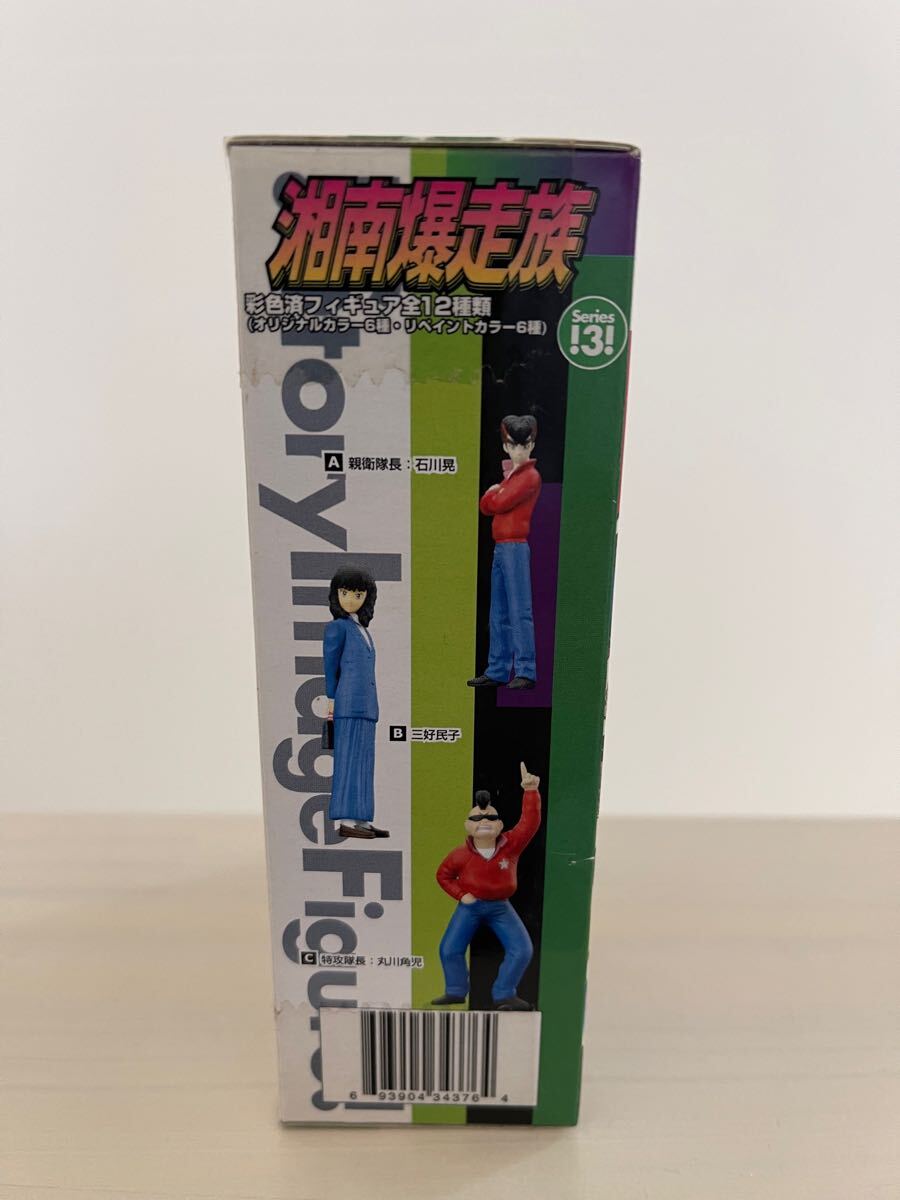 湘南爆走族
彩色済フィギュア全12種類
(オリジナルカラー6種・リペイントカラー6種)
Series
!3!
toryImageFigure!
A 親衛隊長:石川晃
B 三好民子
C 特攻隊長:丸川角児
6 93904 34376 4